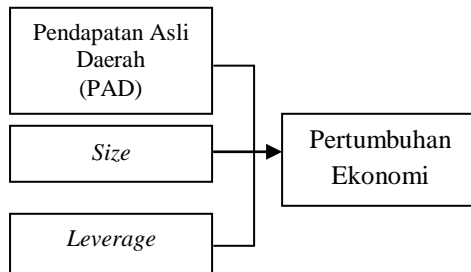 Pendapatan Asli
Daerah
(PAD)
Size
Leverage
Pertumbuhan
Ekonomi